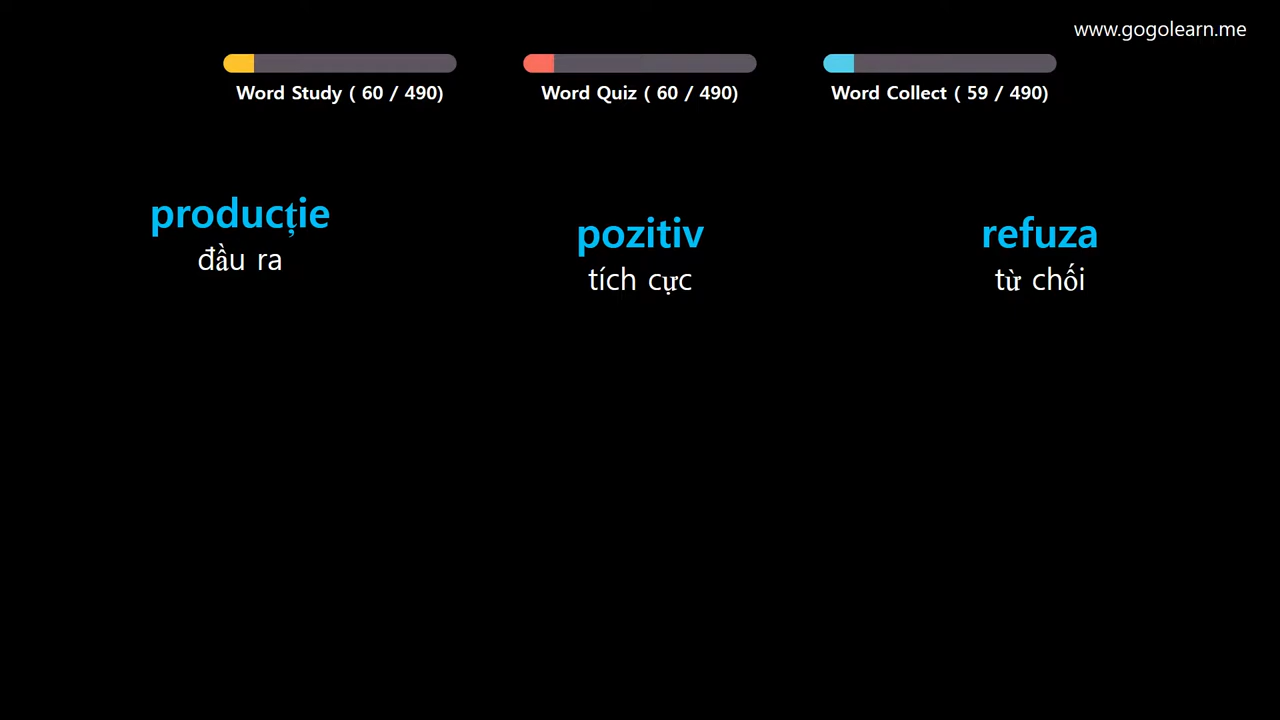 www.gogolearn.me
Word Study ( 60 / 490)
Word Quiz ( 60 / 490)
Word Collect ( 59 / 490)
producție
đầu ra
pozitiv
tích cực
refuza
từ chối